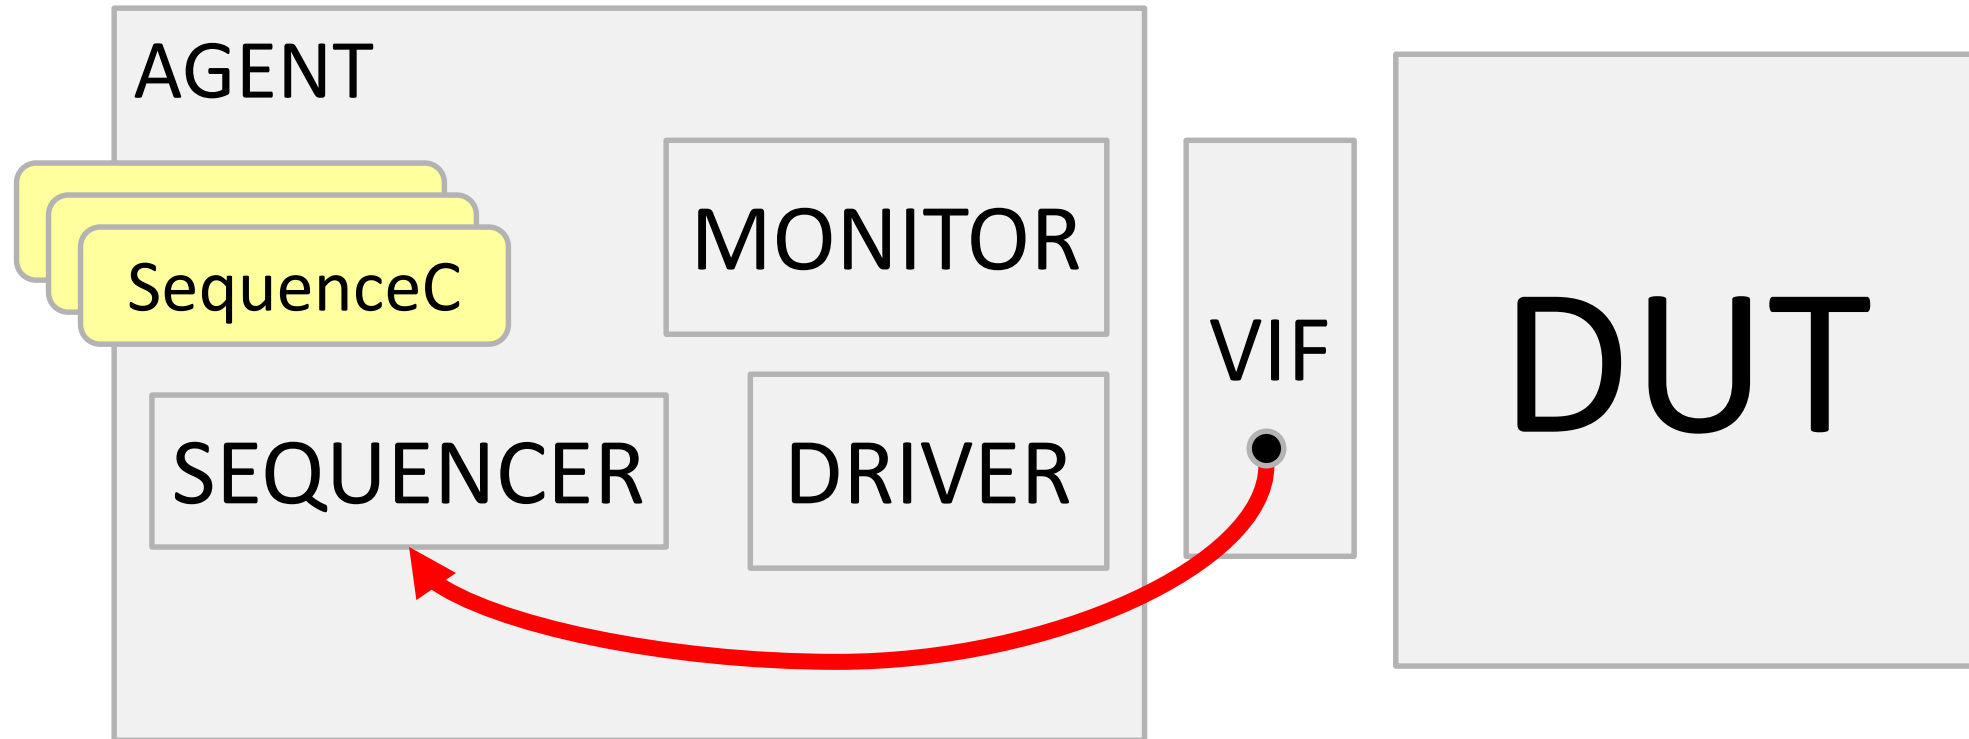 AGENT
MONITOR
SequenceC
VIF
DUT
SEQUENCER
DRIVER